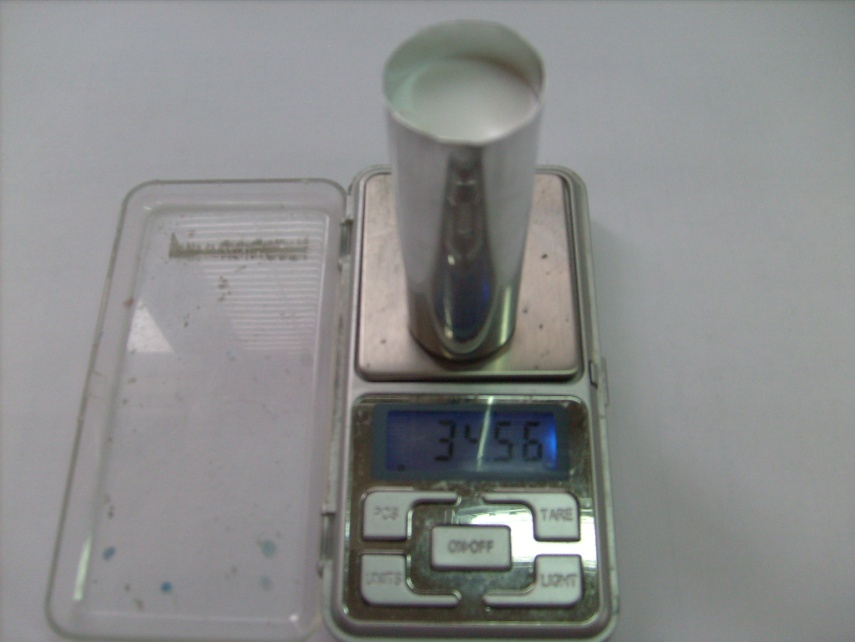 34.56
PCS
TARE
ON•OFF
UNITS
LIGHT